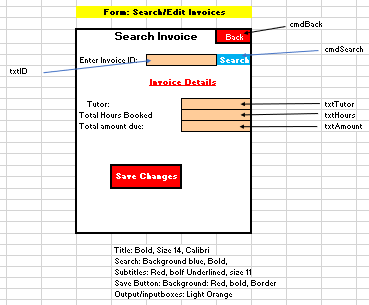 Form: Search/Edit Invoices
cmdBack
Search Invoice
Back
cmdSearch
Enter Invoice ID:
Search
txtID
Invoice Details
Tutor:
txtTutor
Total Hours Booked
txtHours
Total amount due:
txtAmount
Save Changes
Title: Bold, Size 14, Calibri
Search: Background blue, Bold,
Subtitles: Red, bolf Underlined, size 11
Save Button: Background: Red, bold, Border
Output/inputboxes: Light Orange